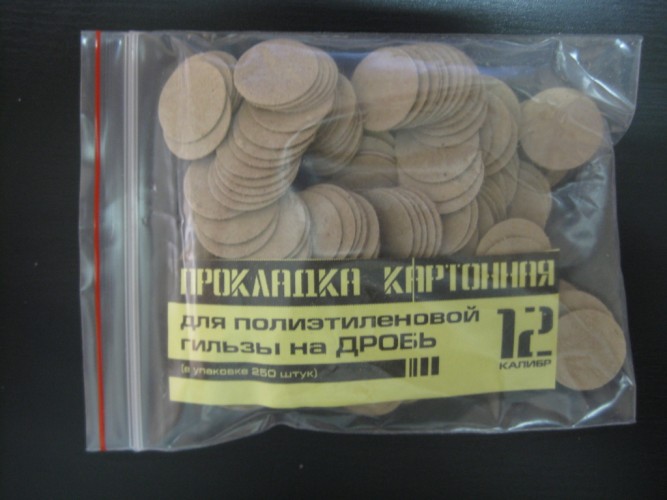 ПРОКЛАДКА КАРТОННАЯ
для полиэтиленовой
гильзы на ДРОБЬ
(в упаковке 250 штук)
12
КАЛИБР